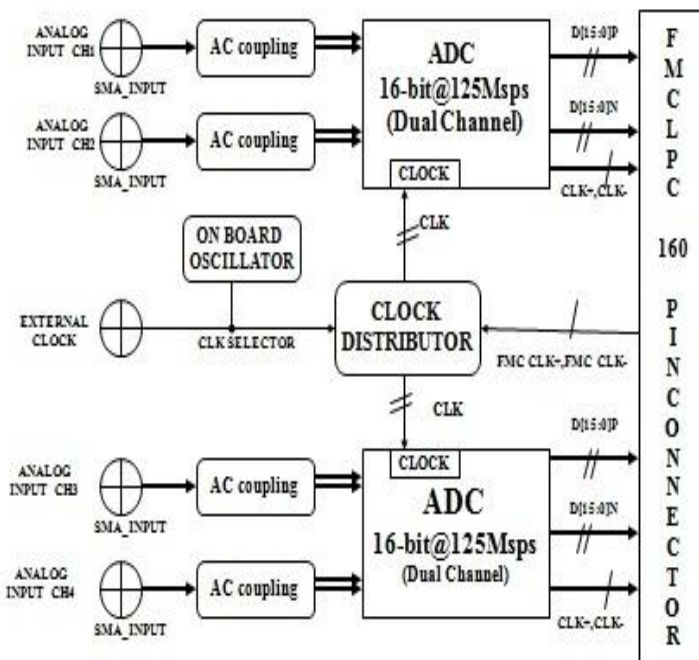 ANALOG
INPUT CH1
SMA_INPUT
AC coupling
ADC
16-bit@125Msps
(Dual Channel)
CLOCK
D[15:0]P
D[15:0]N
CLK+,CLK-
ANALOG
INPUT CH2
SMA_INPUT
AC coupling
CLK
ON BOARD
OSCILLATOR
EXTERNAL
CLOCK
CLK SELECTOR
CLOCK
DISTRIBUTOR
FMC CLK+,FMC CLK-
CLK
ANALOG
INPUT CH3
SMA_INPUT
AC coupling
CLOCK
ADC
16-bit@125Msps
(Dual Channel)
D[15:0]P
D[15:0]N
CLK+,CLK-
ANALOG
INPUT CH4
SMA_INPUT
AC coupling
F
M
C
L
P
C
160
P
I
N
C
O
N
N
E
C
T
O
R